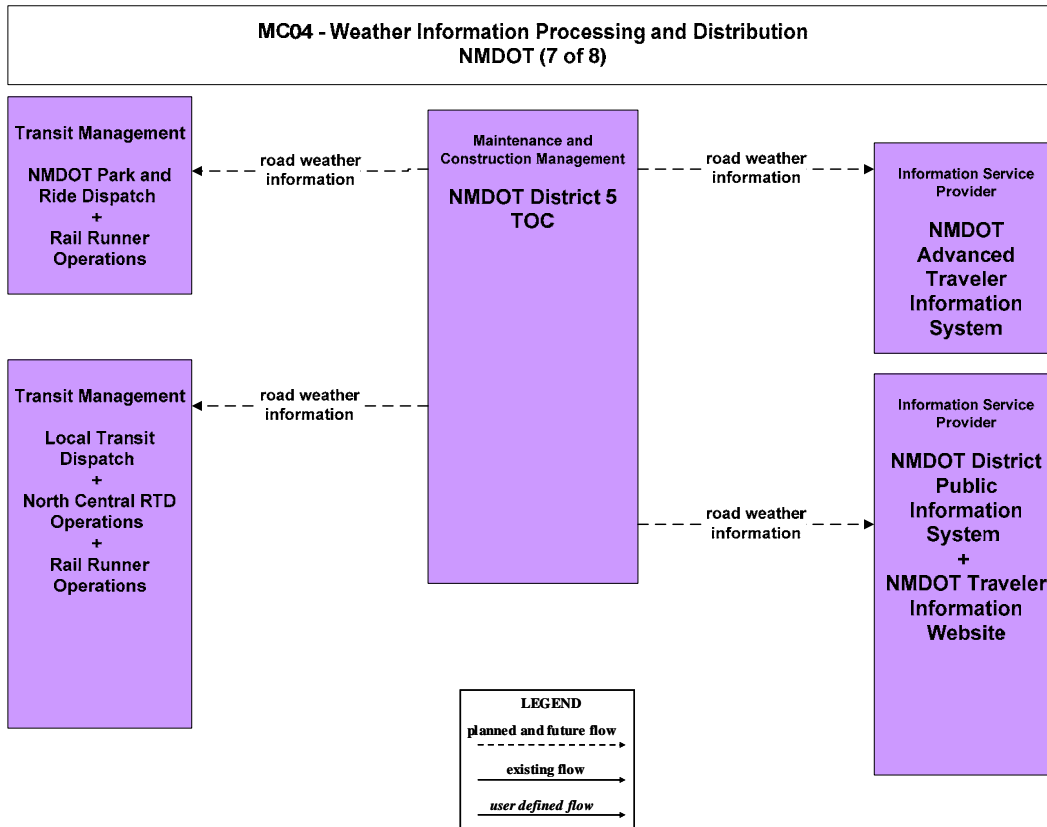 MC04 - Weather Information Processing and Distribution
NMDOT (7 of 8)
Transit Management
NMDOT Park and
Ride Dispatch
+
Rail Runner
Operations
road weather
information
Maintenance and
Construction Management
NMDOT District 5
TOC
road weather
information
Information Service
Provider
NMDOT
Advanced
Traveler
Information
System
Transit Management
Local Transit
Dispatch
+
North Central RTD
Operations
+
Rail Runner
Operations
road weather
information
road weather
information
Information Service
Provider
NMDOT District
Public
Information
System
+
NMDOT Traveler
Information
Website
LEGEND
planned and future flow
existing flow
user defined flow